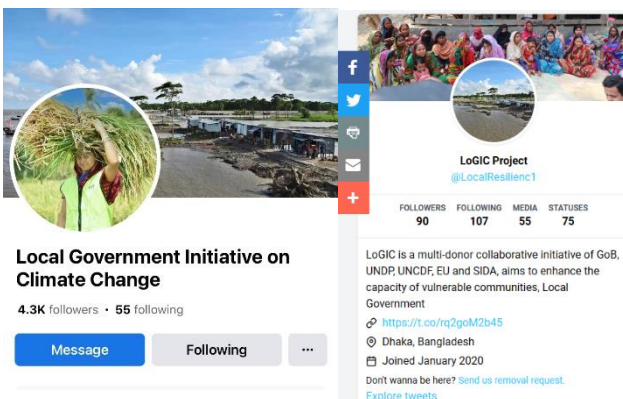 Local Government Initiative on
Climate Change
4.3K followers • 55 following
Message
Following
...
LoGIC Project
@LocalResilienc1
FOLLOWERS FOLLOWING MEDIA STATUSES
90 107 55 75
LoGIC is a multi-donor collaborative initiative of GoB,
UNDP, UNCDF, EU and SIDA, aims to enhance the
capacity of vulnerable communities, Local
Government
https://t.co/rq2goM2b45
Dhaka, Bangladesh
Joined January 2020
Don't wanna be here? Send us removal request.
Explore tweets